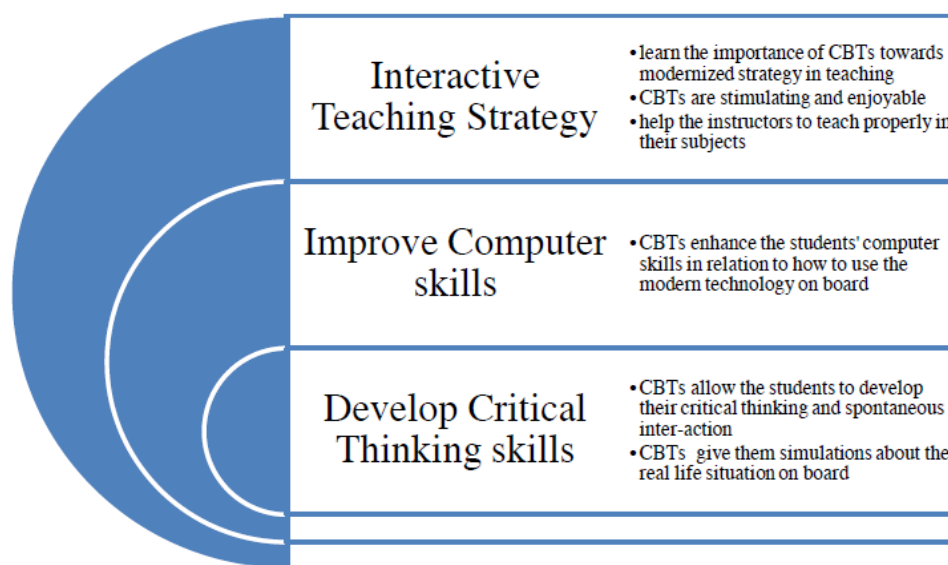 Interactive
Teaching Strategy
•learn the importance of CBTs towards
modernized strategy in teaching
•CBTs are stimulating and enjoyable
•help the instructors to teach properly in
their subjects
Improve Computer
skills
•CBTs enhance the students' computer
skills in relation to how to use the
modern technology on board
Develop Critical
Thinking skills
•CBTs allow the students to develop
their critical thinking and spontaneous
inter-action
•CBTs give them simulations about the
real life situation on board